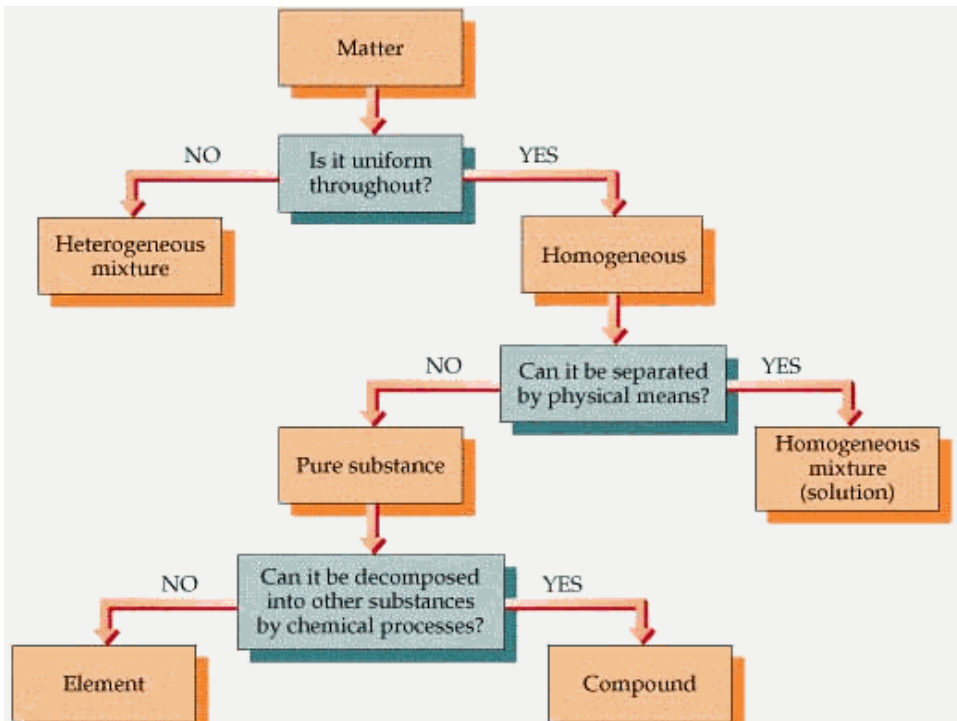 Matter
NO
Is it uniform
throughout?
YES
Heterogeneous
mixture
Homogeneous
NO
Can it be separated
by physical means?
YES
Pure substance
Homogeneous
mixture
(solution)
NO
Can it be decomposed
into other substances
by chemical processes?
YES
Element
Compound